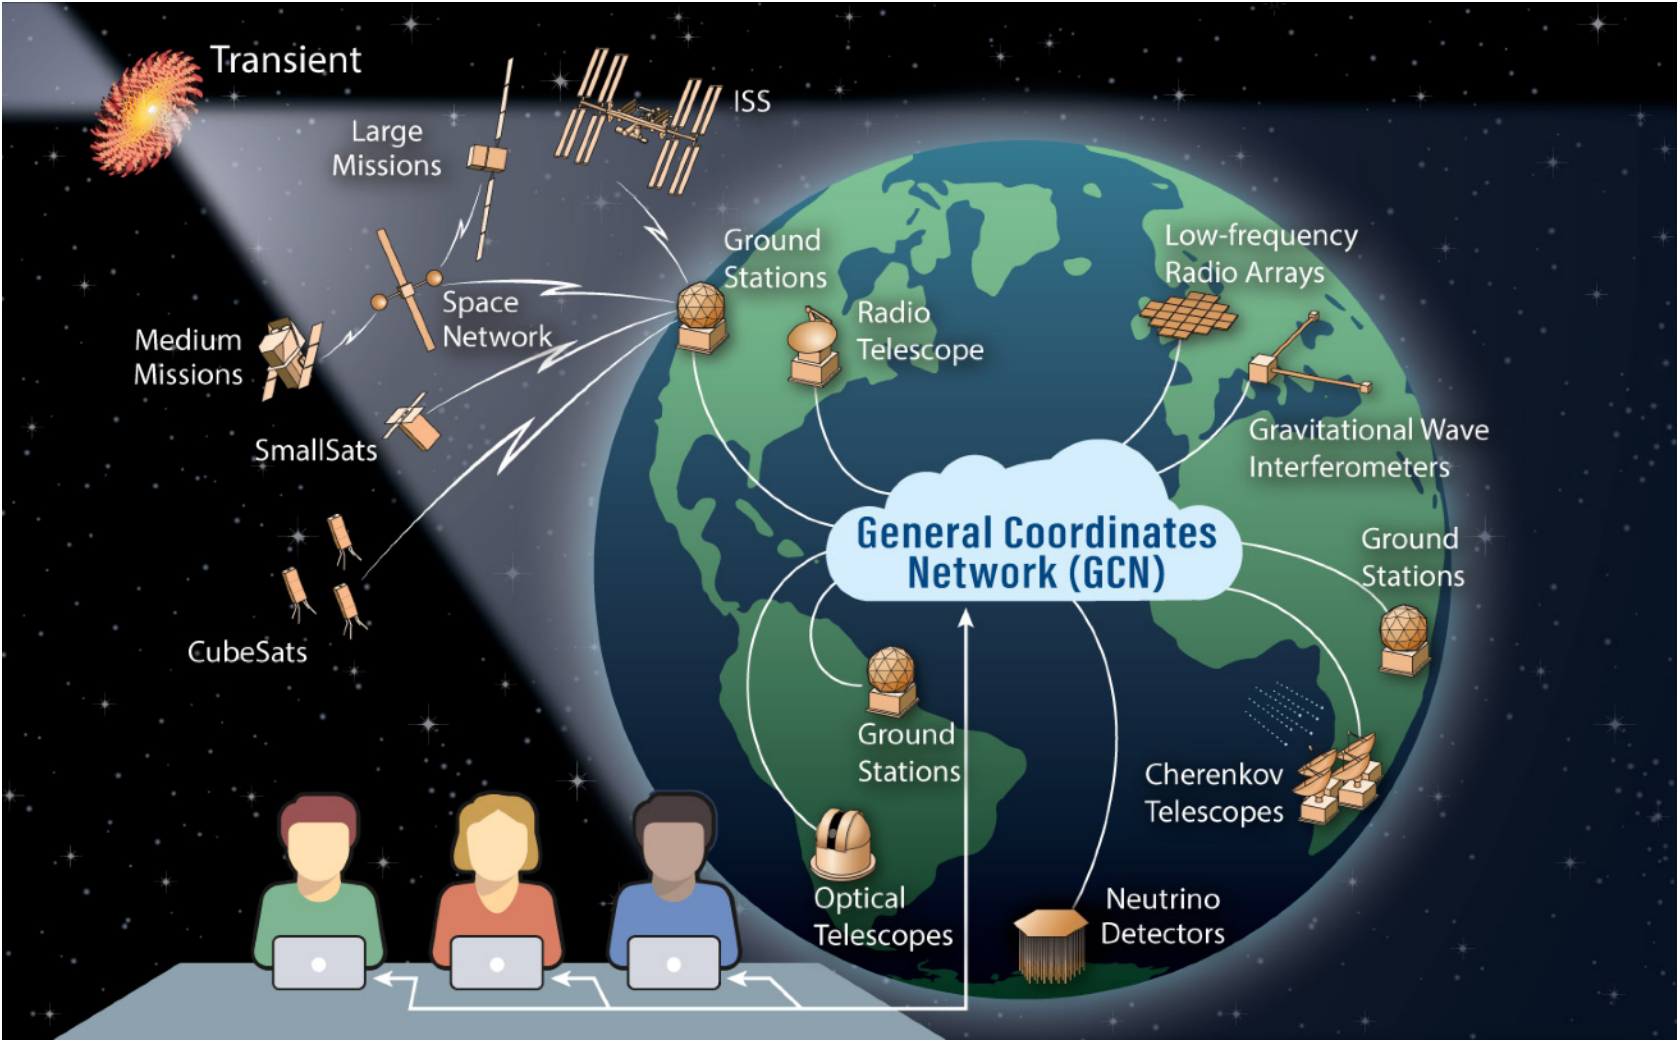 Transient
Large
Missions
ISS
Ground
Stations
Low-frequency
Radio Arrays
Space
Network
Radio
Telescope
Medium
Missions
SmallSats
Gravitational Wave
Interferometers
General Coordinates
Network (GCN)
Ground
Stations
CubeSats
Ground
Stations
Cherenkov
Telescopes
Optical
Telescopes
Neutrino
Detectors